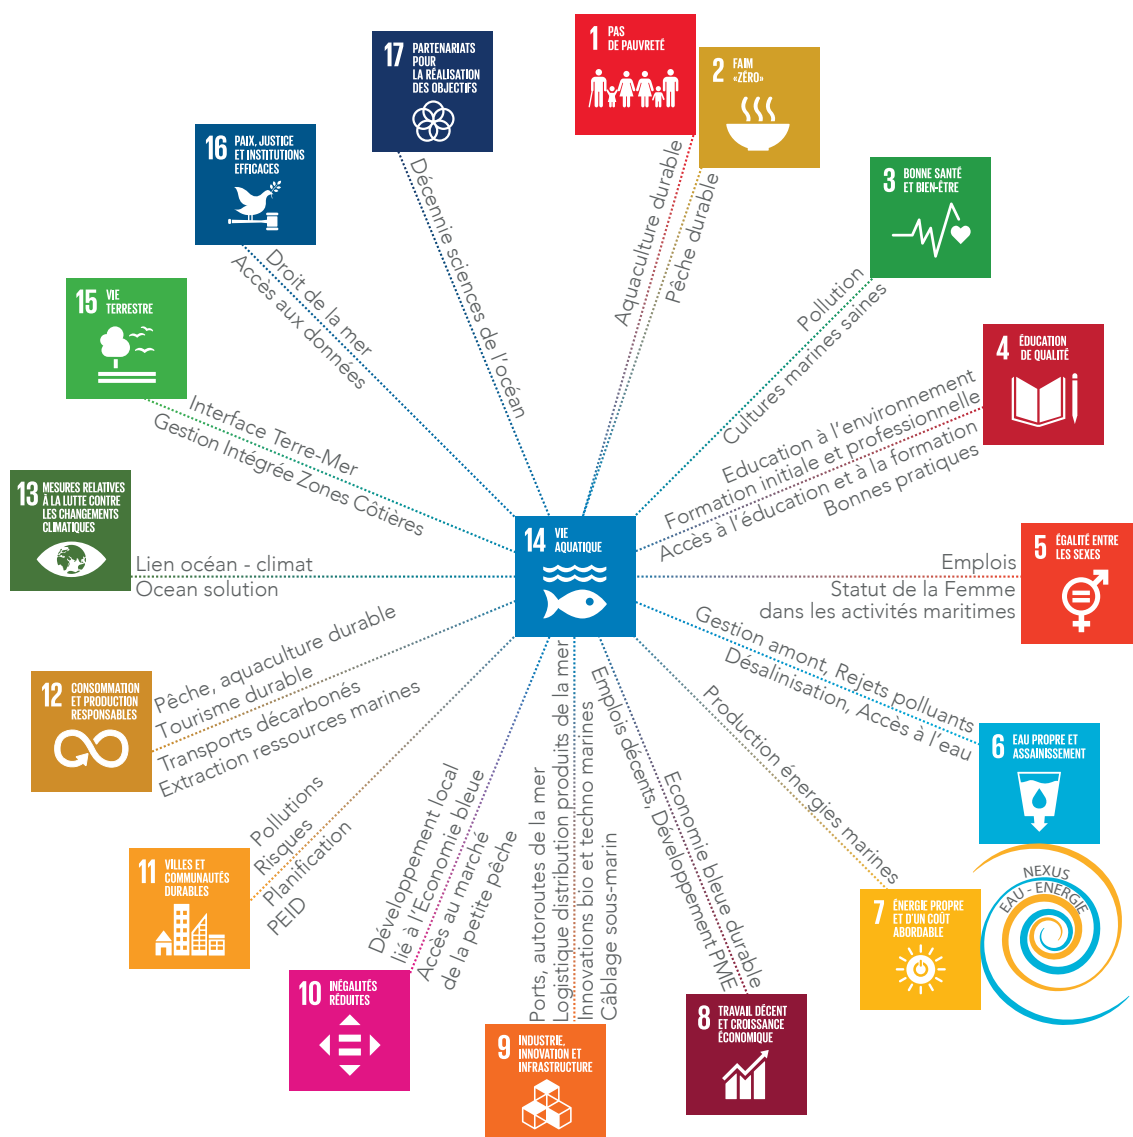 1 PAS
DE PAUVRETÉ
Aquaculture durable
2 FAIM
«ZÉRO»
Pêche durable
3 BONNE SANTÉ
ET BIEN-ÊTRE
Pollution
Cultures marines saines
4 ÉDUCATION
DE QUALITÉ
Education à l'environnement
Formation initiale et professionnelle
Accès à l'éducation et à la formation
Bonnes pratiques
5 ÉGALITÉ ENTRE
LES SEXES
Emplois
Statut de la Femme
dans les activités maritimes
6 EAU PROPRE ET
ASSAINISSEMENT
Gestion amont, Rejets polluants
Désalinisation, Accès à l'eau
NEXUS
EAU - ENERGIE
7 ÉNERGIE PROPRE
ET D'UN COÛT
ABORDABLE
Production énergies marines
8 TRAVAIL DÉCENT
ET CROISSANCE
ÉCONOMIQUE
Economie bleue durable
Emplois décents, Développement PME
9 INDUSTRIE,
INNOVATION ET
INFRASTRUCTURE
Ports, autoroutes de la mer
Logistique distribution produits de la mer
Innovations bio et techno marines
Câblage sous-marin
10 INÉGALITÉS
RÉDUITES
Développement local
lié à l'Economie bleue
Accès au marché
de la petite pêche
11 VILLES ET
COMMUNAUTÉS
DURABLES
Pollutions
Risques
Planification
PEID
12 CONSOMMATION
ET PRODUCTION
RESPONSABLES
Pêche, aquaculture durable
Tourisme durable
Transports décarbonés
Extraction ressources marines
13 MESURES RELATIVES
À LA LUTTE CONTRE
LES CHANGEMENTS
CLIMATIQUES
Lien océan - climat
Ocean solution
14 VIE
AQUATIQUE
15 VIE
TERRESTRE
Interface Terre-Mer
Gestion Intégrée Zones Côtières
16 PAIX, JUSTICE
ET INSTITUTIONS
EFFICACES
Droit de la mer
Accès aux données
17 PARTENARIATS
POUR
LA RÉALISATION
DES OBJECTIFS
Décennie sciences de l'océan